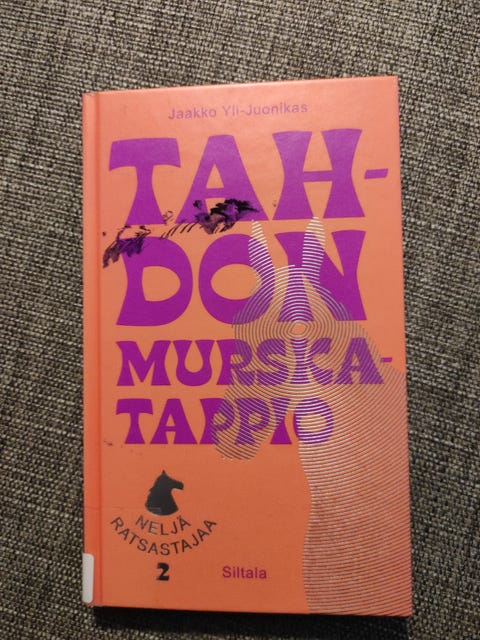 Jaakko Yli-Juonikas
TAH-
DON
MURSKA-
TAPPIO
NELJÄ
RATSASTAJAA
2
Siltala